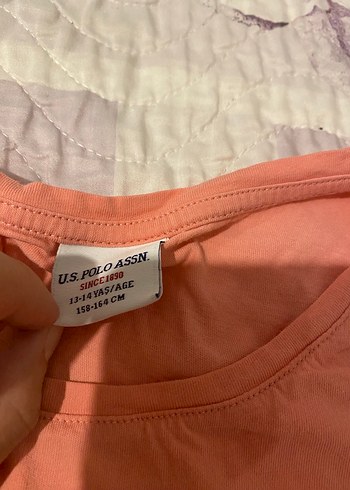 U.S. POLO ASSN.
SINCE 1890
13-14 YAŞ/AGE
158-164 CM